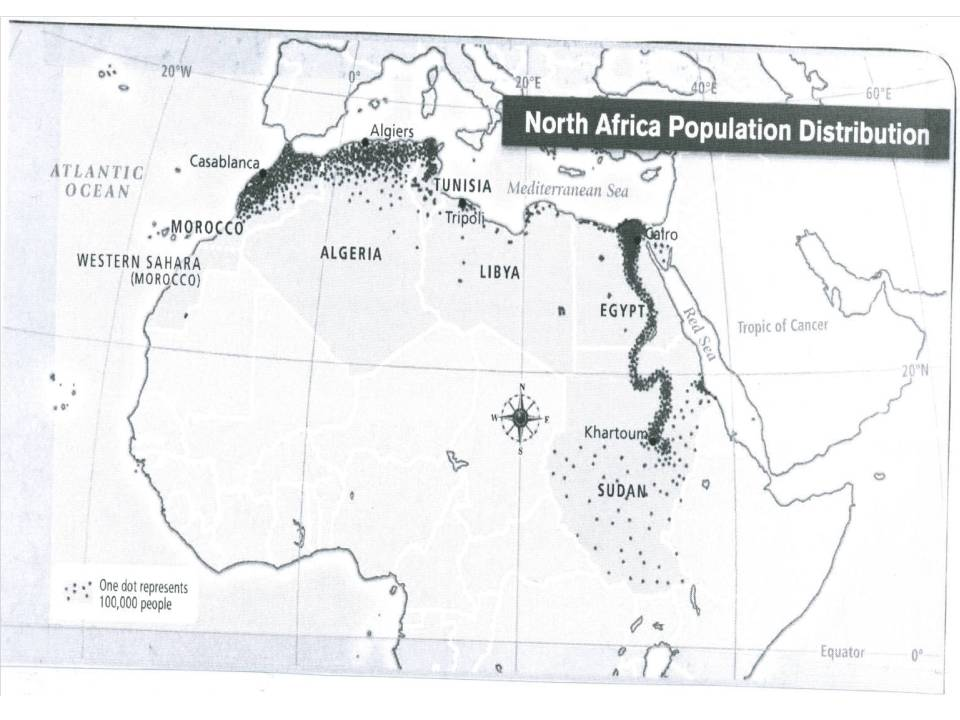 20°W
0°
20°E
40°E
60°E
North Africa Population Distribution
Algiers
Casablanca
ATLANTIC
OCEAN
TUNISIA
Mediterranean Sea
Tripoli
MOROCCO
Cairo
ALGERIA
WESTERN SAHARA
(MOROCCO)
LIBYA
EGYPT
Red Sea
Tropic of Cancer
20°N
N
W
E
S
Khartoum
SUDAN
One dot represents
100,000 people
Equator
0°